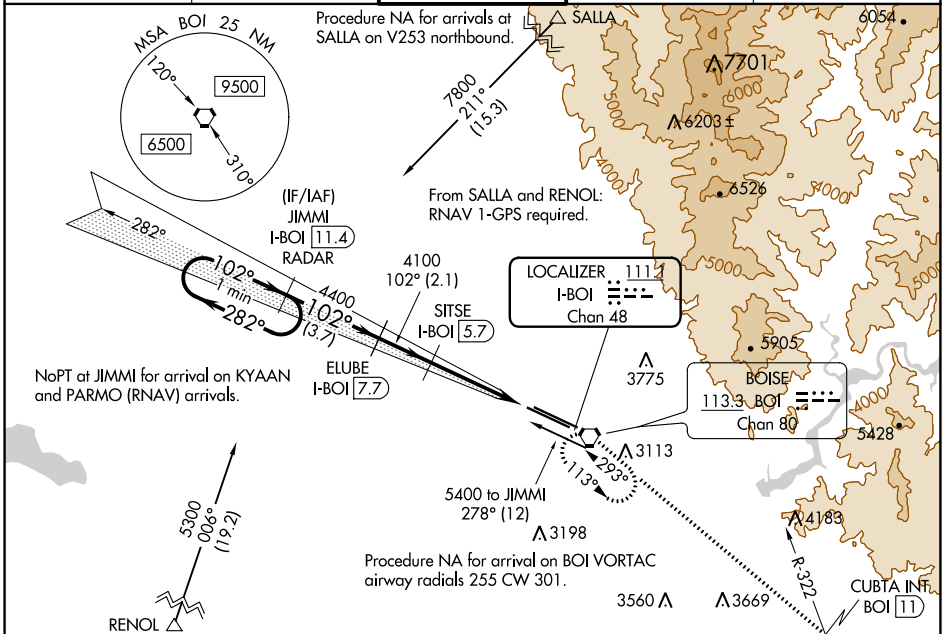 MSA BOI 25 NM
120°
9500
6500
310°
Procedure NA for arrivals at
SALLA on V253 northbound.
SALLA
7800
211°
(15.3)
6054
7701
6000
5000
6203 ±
4000
6526
4000
5000
From SALLA and RENOL:
RNAV 1-GPS required.
(IF/IAF)
JIMMI
I-BOI 11.4
RADAR
282°
102°
1 min
282°
4400
102°
(3.7)
4100
102° (2.1)
SITSE
I-BOI 5.7
ELUBE
I-BOI 7.7
LOCALIZER 111.1
I-BOI
Chan 48
NoPT at JIMMI for arrival on KYAAN
and PARMO (RNAV) arrivals.
3775
5905
BOISE
113.3 BOI
Chan 80
4000
5428
3113
293°
113°
5400 to JIMMI
278° (12)
3198
4183
R-322
Procedure NA for arrival on BOI VORTAC
airway radials 255 CW 301.
5300
006°
(19.2)
RENOL
3560
3669
CUBTA INT
BOI 11